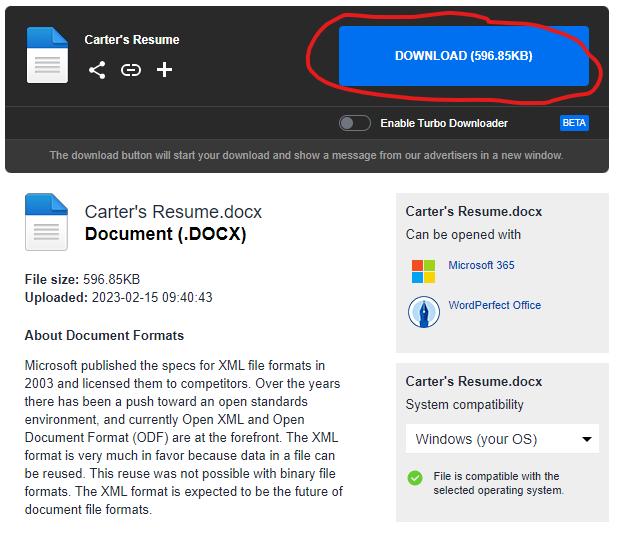 Carter's Resume
DOWNLOAD (596.85KB)
Enable Turbo Downloader
BETA
The download button will start your download and show a message from our advertisers in a new window.
Carter's Resume.docx
Document (.DOCX)
File size: 596.85KB
Uploaded: 2023-02-15 09:40:43
About Document Formats
Microsoft published the specs for XML file formats in
2003 and licensed them to competitors. Over the years
there has been a push toward an open standards
environment, and currently Open XML and Open
Document Format (ODF) are at the forefront. The XML
format is very much in favor because data in a file can
be reused. This reuse was not possible with binary file
formats. The XML format is expected to be the future of
document file formats.
Carter's Resume.docx
Can be opened with
Microsoft 365
WordPerfect Office
Carter's Resume.docx
System compatibility
Windows (your OS)
File is compatible with the
selected operating system.